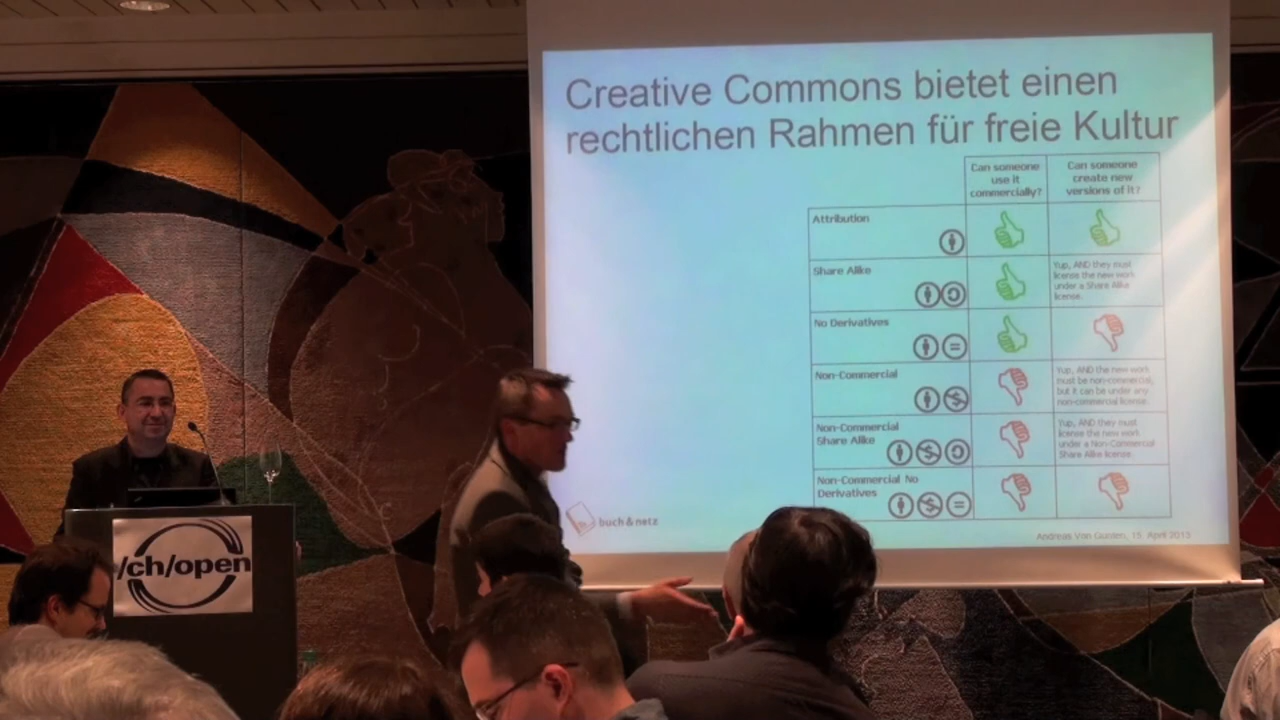 Creative Commons bietet einen
rechtlichen Rahmen für freie Kultur
Can someone
use it
commercially?
Can someone
create new
versions of it?
Attribution
Share Alike
Yup, AND they must
license the new work
under a Share Alike
license.
No Derivatives
Non-Commercial
Yup, AND the new work
must be non-commercial,
but it can be under any
non-commercial license.
Non-Commercial
Share Alike
Yup, AND they must
license the new work
under a Non-Commercial
Share Alike license.
Non-Commercial No
Derivatives
buch & netz
Andreas Von Gunten, 15. April 2013
/ch/open